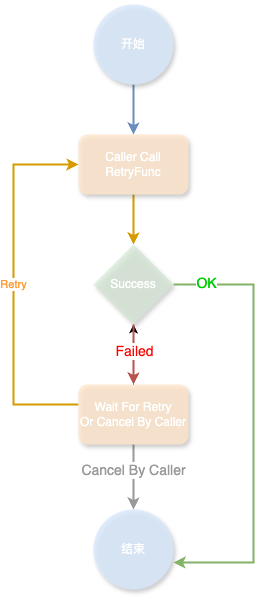 开始
Caller Call
RetryFunc
Success
OK
Retry
Failed
Wait For Retry
Or Cancel By Caller
Cancel By Caller
结束